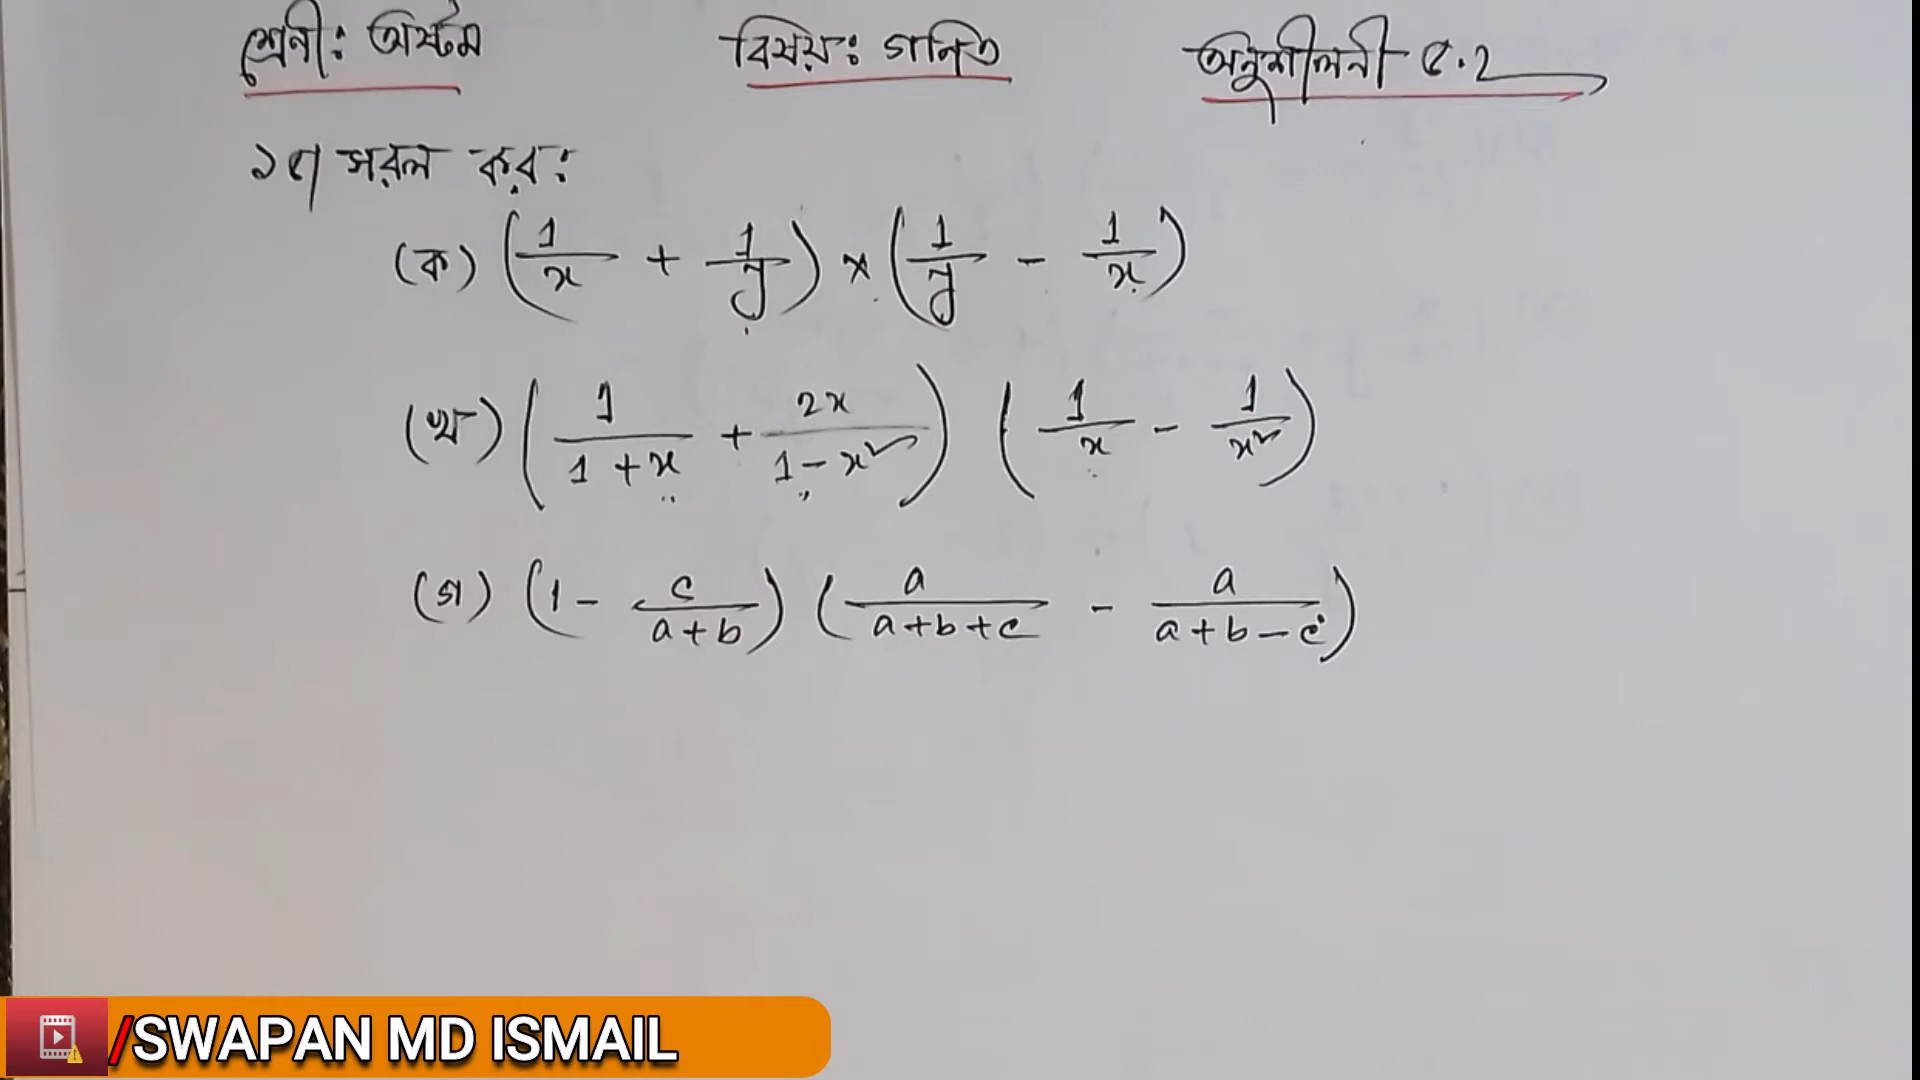 শ্রেনী: অষ্টম বিষয়: গনিত অনুশীলনী ৫.২
১৫। সরল কর:
(ক) (1/x + 1/y) × (1/y - 1/x)
(খ) (1/(1+x) + 2x/(1-x²)) (1/x - 1/x²)
(গ) (1 - c/(a+b)) (a/(a+b+c) - a/(a+b-c))
/SWAPAN MD ISMAIL